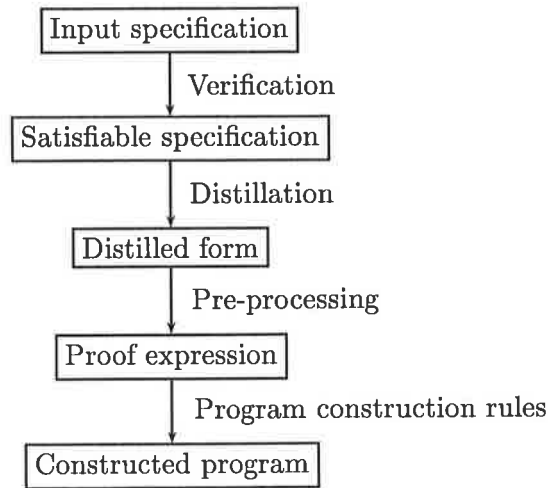 Input specification
Verification
Satisfiable specification
Distillation
Distilled form
Pre-processing
Proof expression
Program construction rules
Constructed program